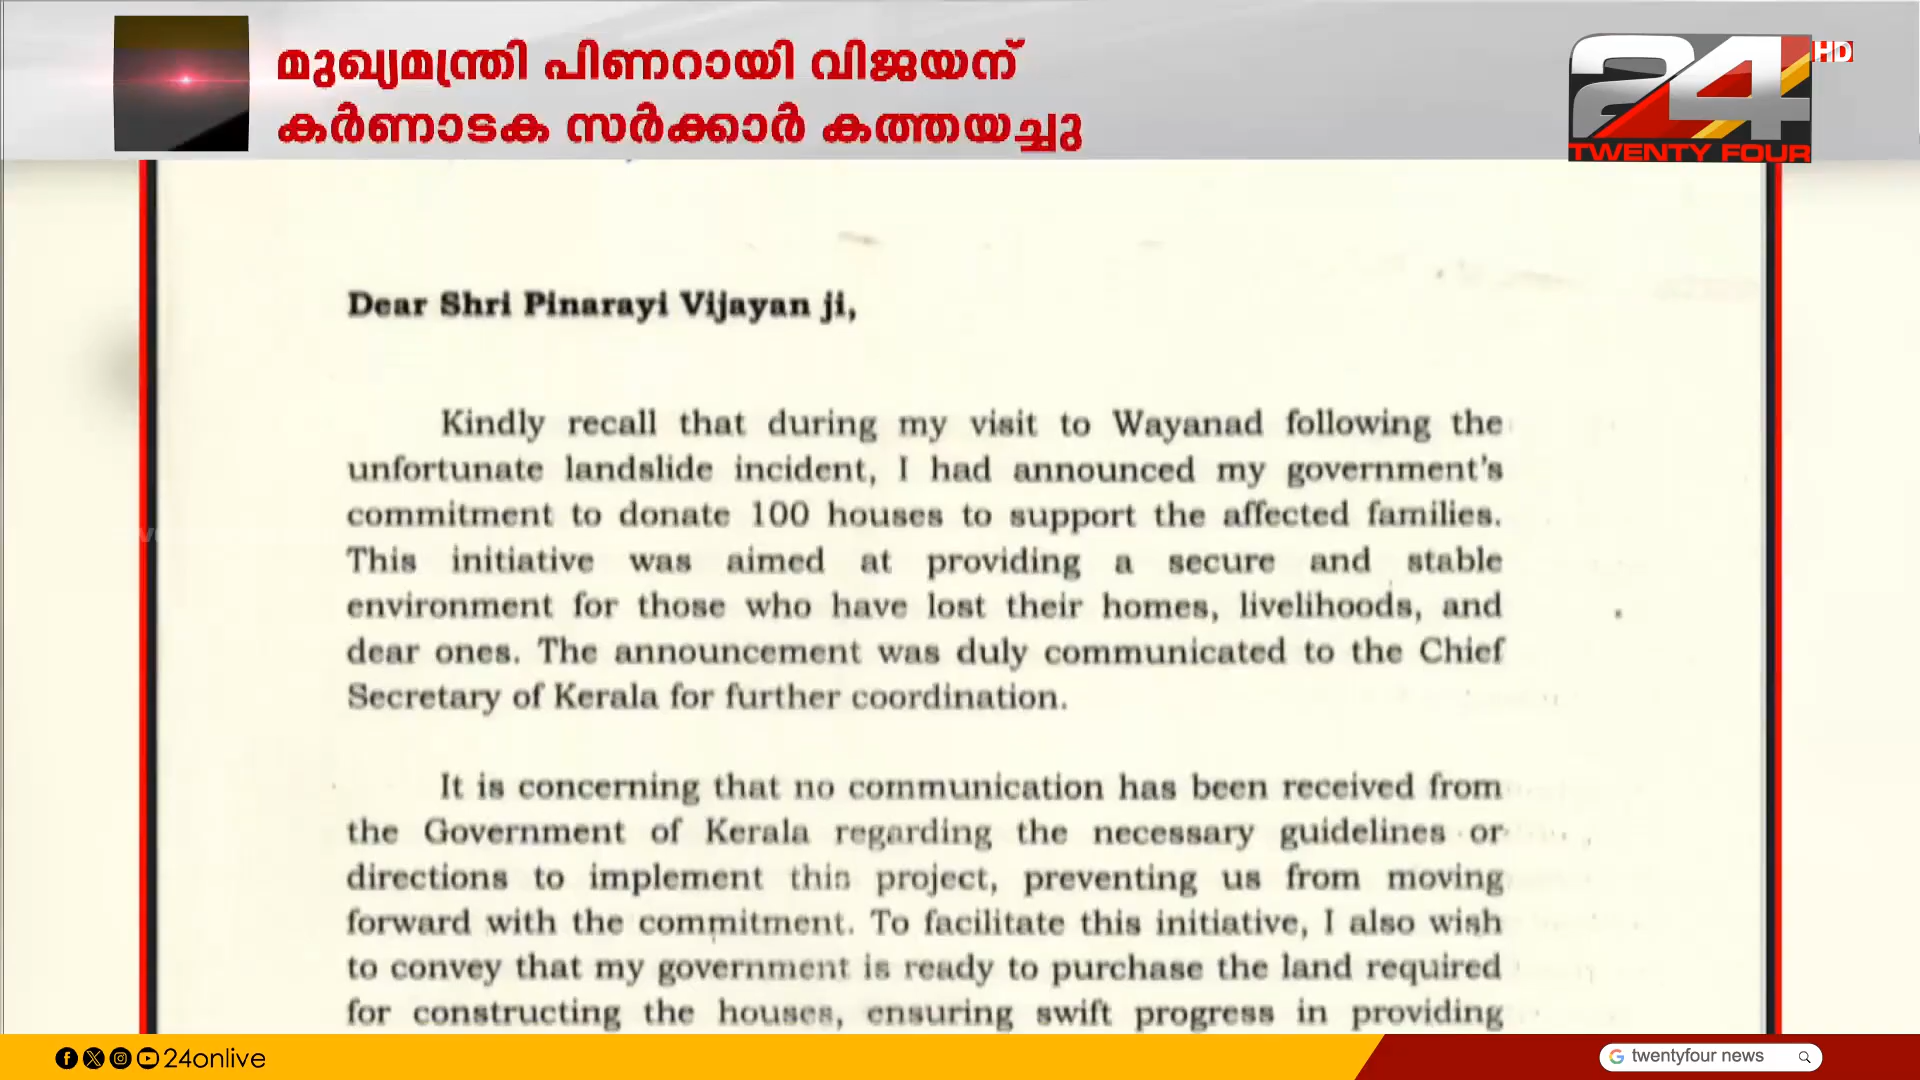 മുഖ്യമന്ത്രി പിണറായി വിജയന്
കർണാടക സർക്കാർ കത്തയച്ചു
24 HD
TWENTY FOUR
Dear Shri Pinarayi Vijayan ji,
Kindly recall that during my visit to Wayanad following the
unfortunate landslide incident, I had announced my government's
commitment to donate 100 houses to support the affected families.
This initiative was aimed at providing a secure and stable
environment for those who have lost their homes, livelihoods, and
dear ones. The announcement was duly communicated to the Chief
Secretary of Kerala for further coordination.
It is concerning that no communication has been received from
the Government of Kerala regarding the necessary guidelines or
directions to implement this project, preventing us from moving
forward with the commitment. To facilitate this initiative, I also wish
to convey that my government is ready to purchase the land required
for constructing the houses, ensuring swift progress in providing
24onlive
twentyfour news